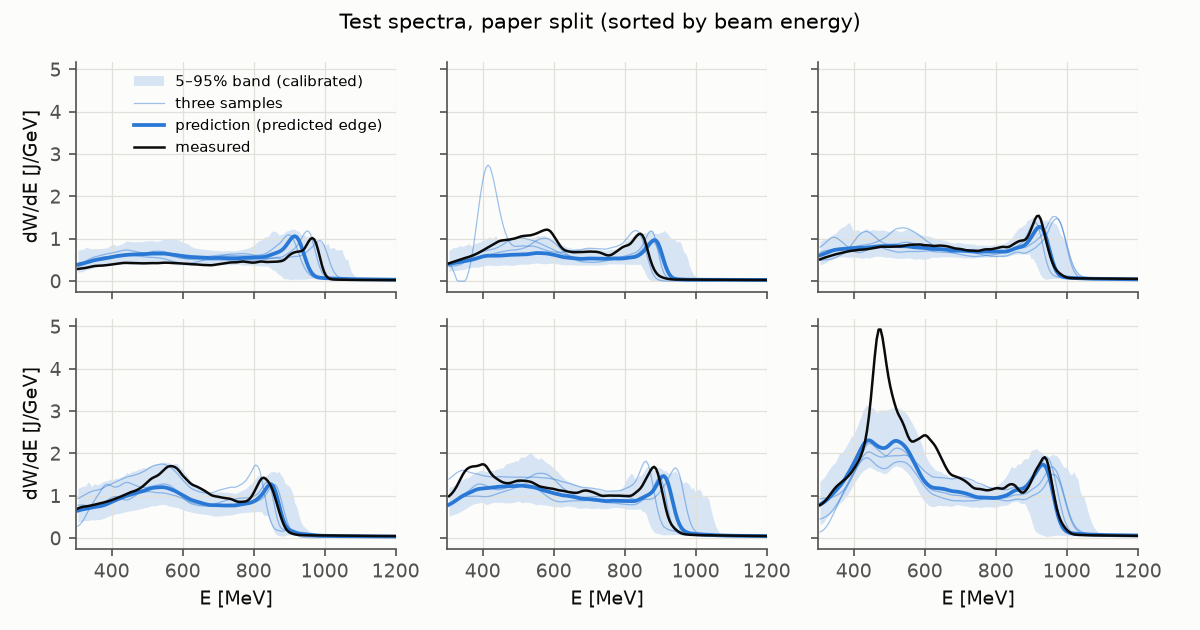 Test spectra, paper split (sorted by beam energy)
5–95% band (calibrated)
three samples
prediction (predicted edge)
measured
dW/dE [J/GeV]
5
4
3
2
1
0
dW/dE [J/GeV]
5
4
3
2
1
0
400 600 800 1000 1200
400 600 800 1000 1200
400 600 800 1000 1200
E [MeV]
E [MeV]
E [MeV]